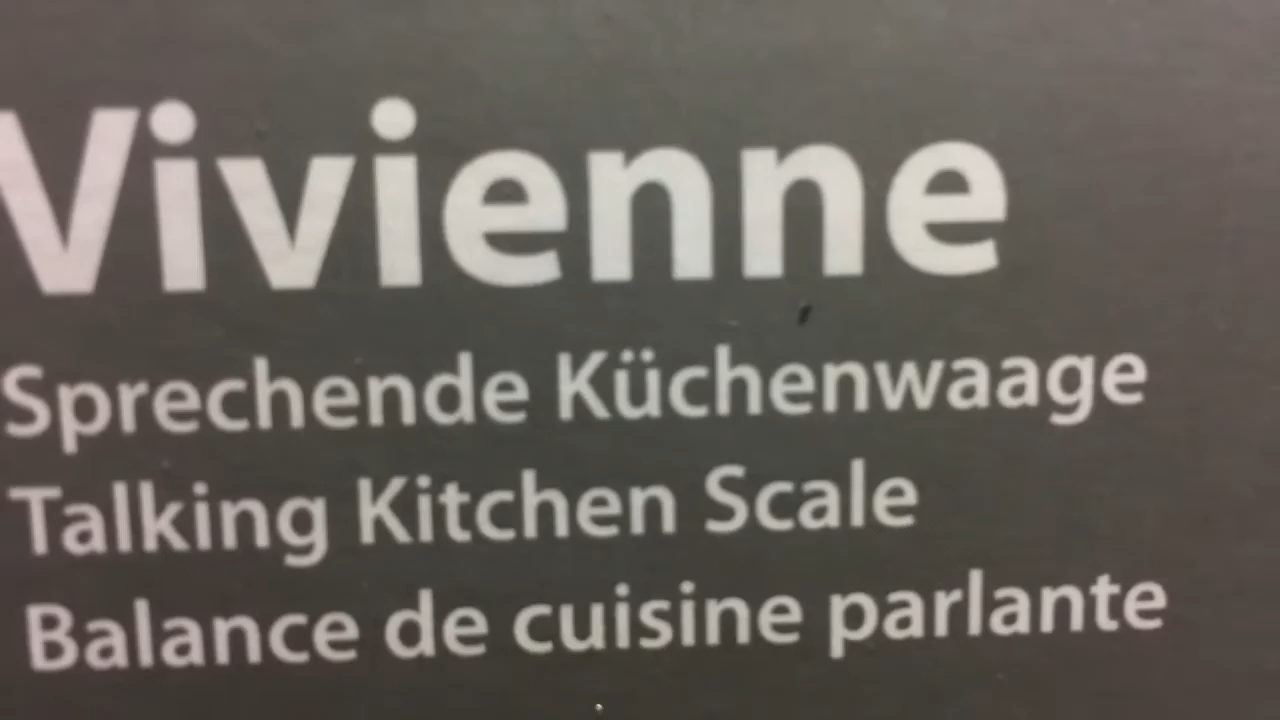 Vivienne
Sprechende Küchenwaage
Talking Kitchen Scale
Balance de cuisine parlante